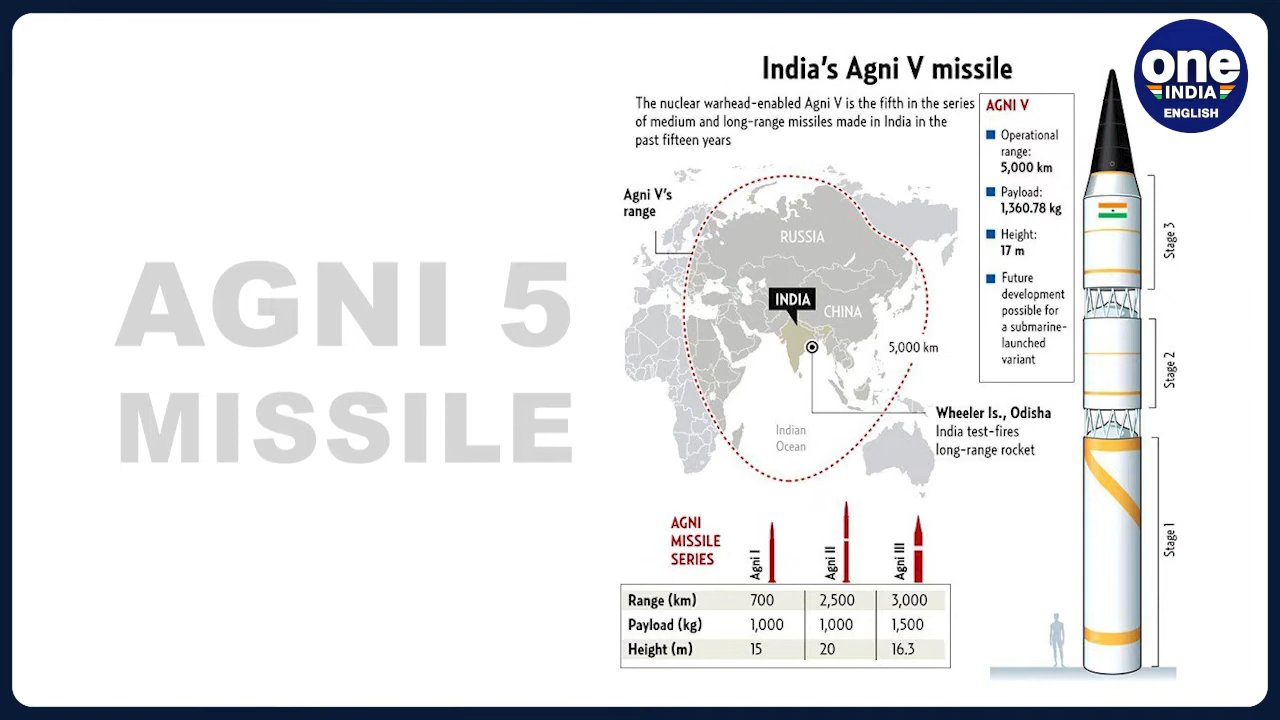 one
INDIA
ENGLISH
AGNI 5
MISSILE
India's Agni V missile
The nuclear warhead-enabled Agni V is the fifth in the series
of medium and long-range missiles made in India in the
past fifteen years
Agni V's
range
RUSSIA
INDIA
CHINA
5,000 km
Indian
Ocean
Wheeler Is., Odisha
India test-fires
long-range rocket
AGNI V
Operational
range:
5,000 km
Payload:
1,360.78 kg
Height:
17 m
Future
development
possible for
a submarine-
launched
variant
Stage 3
Stage 2
Stage 1
AGNI
MISSILE
SERIES
Agni I
Agni II
Agni III
Range (km) 700 2,500 3,000
Payload (kg) 1,000 1,000 1,500
Height (m) 15 20 16.3